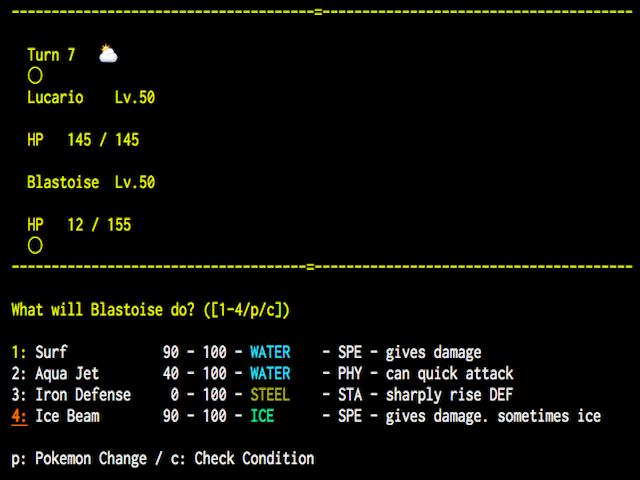 Turn 7
Lucario Lv.50
HP 145 / 145
Blastoise Lv.50
HP 12 / 155
What will Blastoise do? ([1-4/p/c])
1: Surf 90 - 100 - WATER - SPE - gives damage
2: Aqua Jet 40 - 100 - WATER - PHY - can quick attack
3: Iron Defense 0 - 100 - STEEL - STA - sharply rise DEF
4: Ice Beam 90 - 100 - ICE - SPE - gives damage. sometimes ice
p: Pokemon Change / c: Check Condition